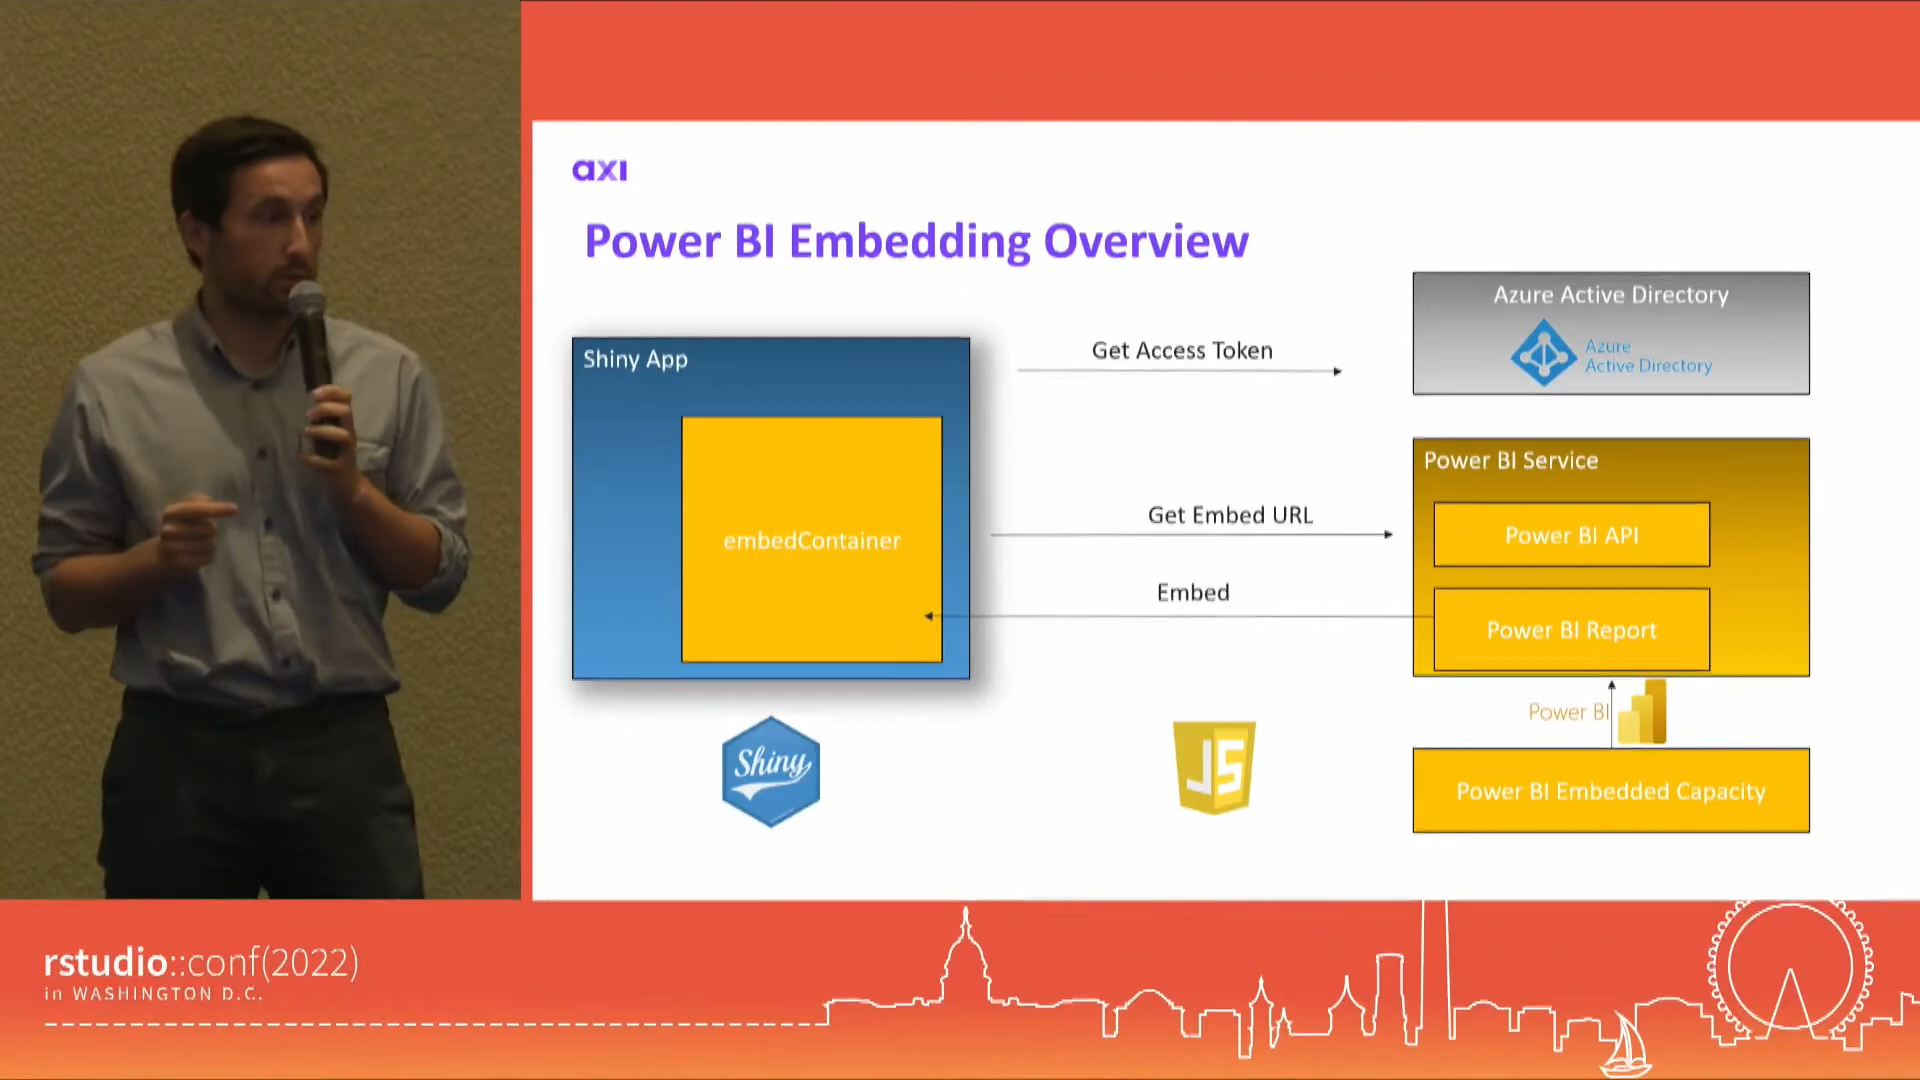 axi
Power BI Embedding Overview
Shiny App
embedContainer
Get Access Token
Get Embed URL
Embed
Azure Active Directory
Azure
Active Directory
Power BI Service
Power BI API
Power BI Report
Power BI
Power BI Embedded Capacity
Shiny
JS
rstudio::conf(2022)
in WASHINGTON D.C.